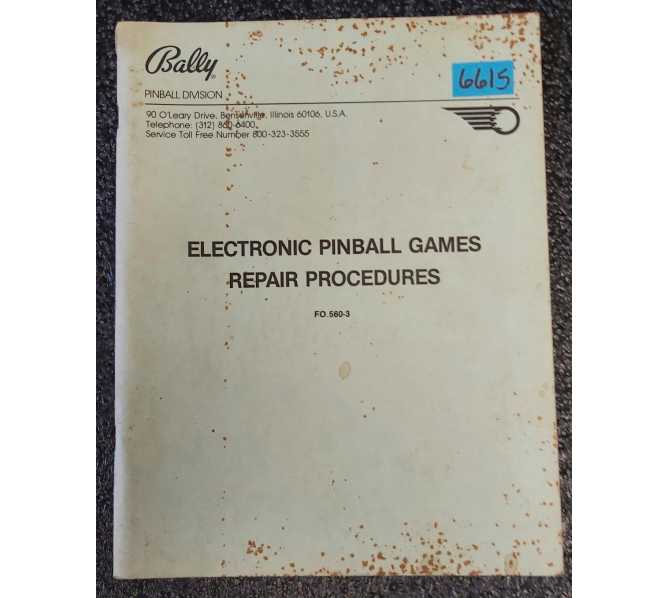 Bally
6615
PINBALL DIVISION
90 O'Leary Drive, Bensenville, Illinois 60106, U.S.A.
Telephone: (312) 860-6400
Service Toll Free Number 800-323-3555
ELECTRONIC PINBALL GAMES
REPAIR PROCEDURES
FO 560-3